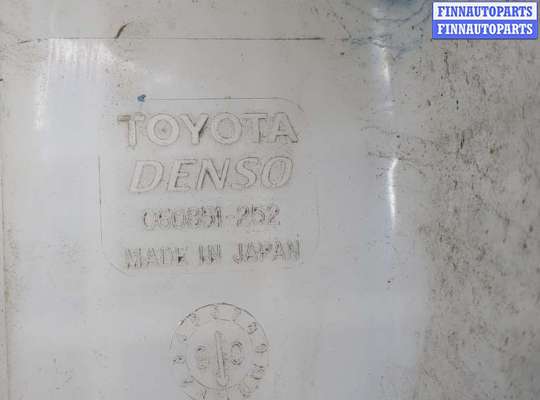 FINNAUTOPARTS
FINNAUTOPARTS
TOYOTA
DENSO
060851-252
MADE IN JAPAN